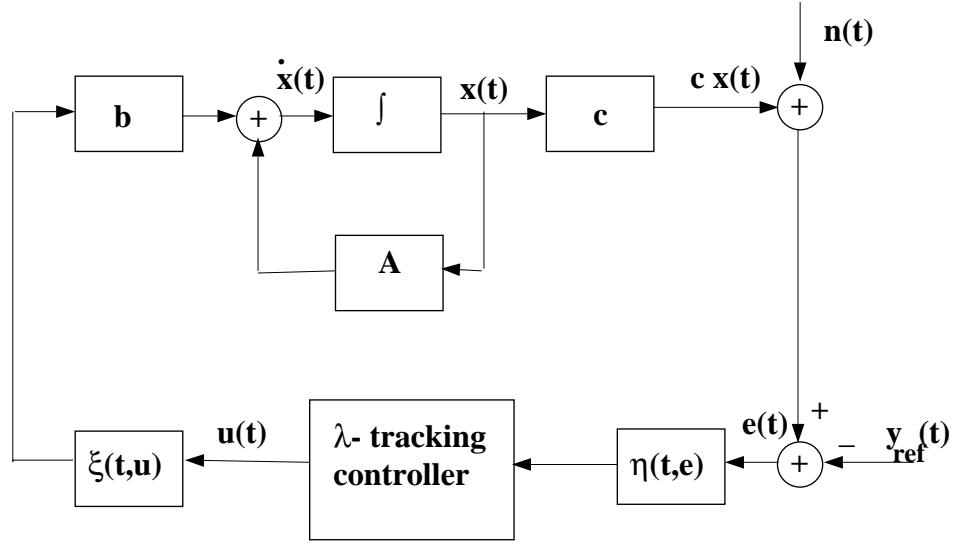 n(t)
ẋ(t)
x(t)
c x(t)
b
+
∫
c
+
A
+
u(t)
λ- tracking
controller
e(t)
−
y_ref(t)
ξ(t,u)
η(t,e)
+